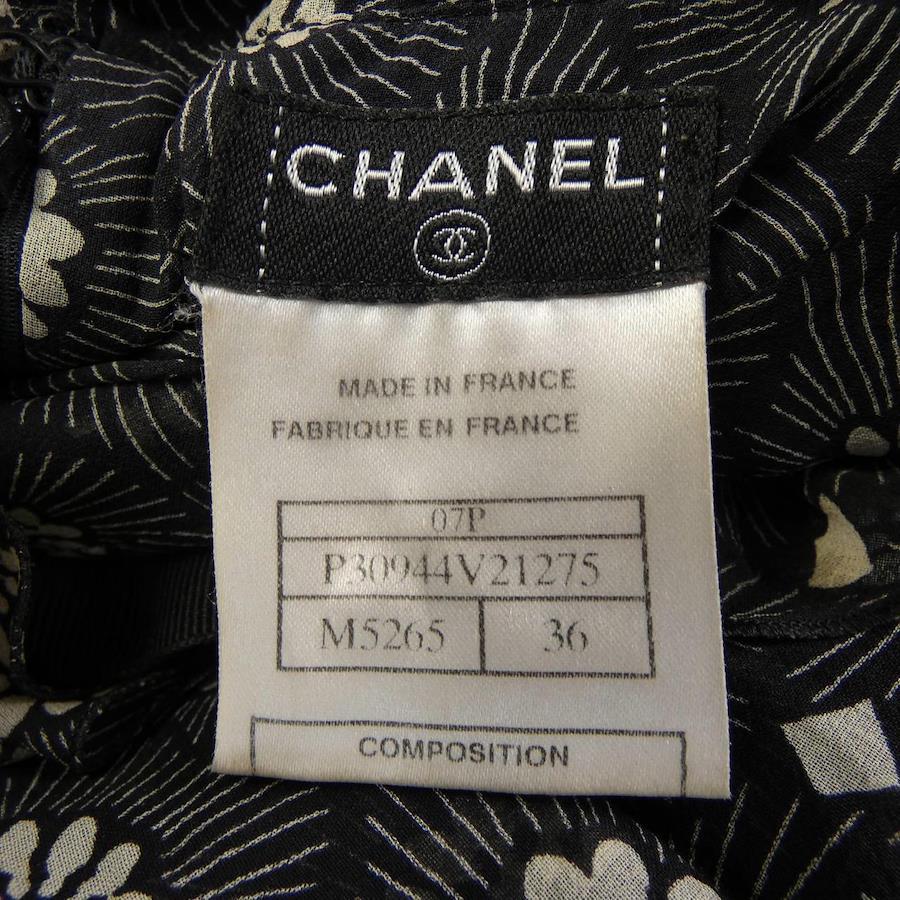 CHANEL
MADE IN FRANCE
FABRIQUE EN FRANCE
07P
P30944V21275
M5265 36
COMPOSITION